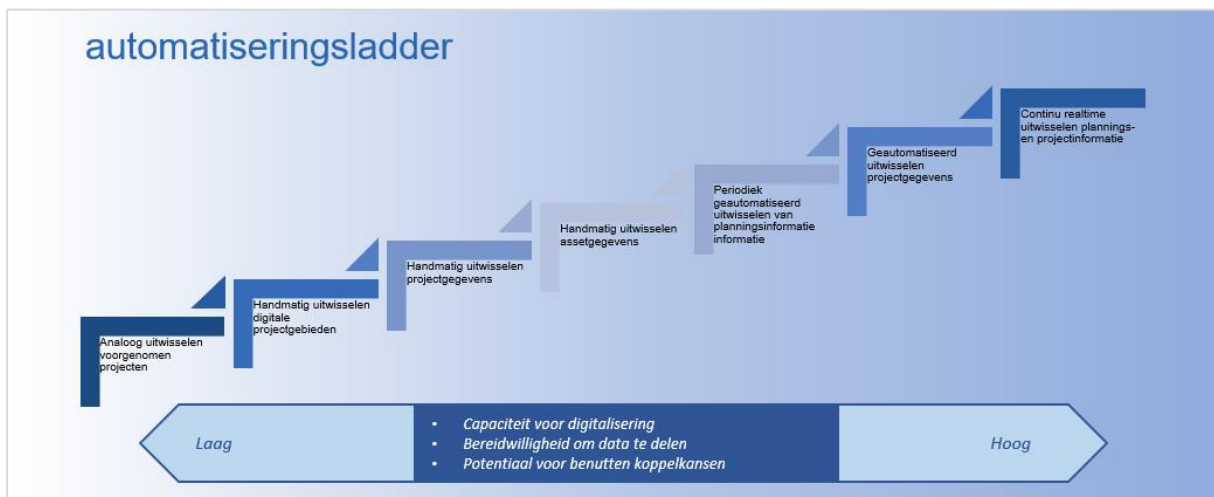 automatiseringsladder
Analoog uitwisselen
voorgenomen
projecten
Handmatig uitwisselen
digitale
projectgebieden
Handmatig uitwisselen
projectgegevens
Handmatig uitwisselen
assetgegevens
Periodiek
geautomatiseerd
uitwisselen van
planningsinformatie
informatie
Geautomatiseerd
uitwisselen
projectgegevens
Continu realtime
uitwisselen plannings-
en projectinformatie
Laag
• Capaciteit voor digitalisering
• Bereidwilligheid om data te delen
• Potentiaal voor benutten koppelkansen
Hoog